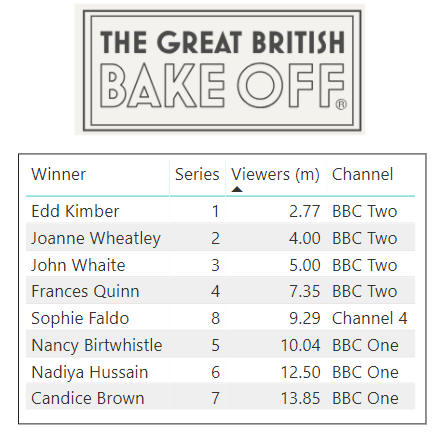 THE GREAT BRITISH
BAKE OFF®
Winner Series Viewers (m) Channel
Edd Kimber 1 2.77 BBC Two
Joanne Wheatley 2 4.00 BBC Two
John Whaite 3 5.00 BBC Two
Frances Quinn 4 7.35 BBC Two
Sophie Faldo 8 9.29 Channel 4
Nancy Birtwhistle 5 10.04 BBC One
Nadiya Hussain 6 12.50 BBC One
Candice Brown 7 13.85 BBC One